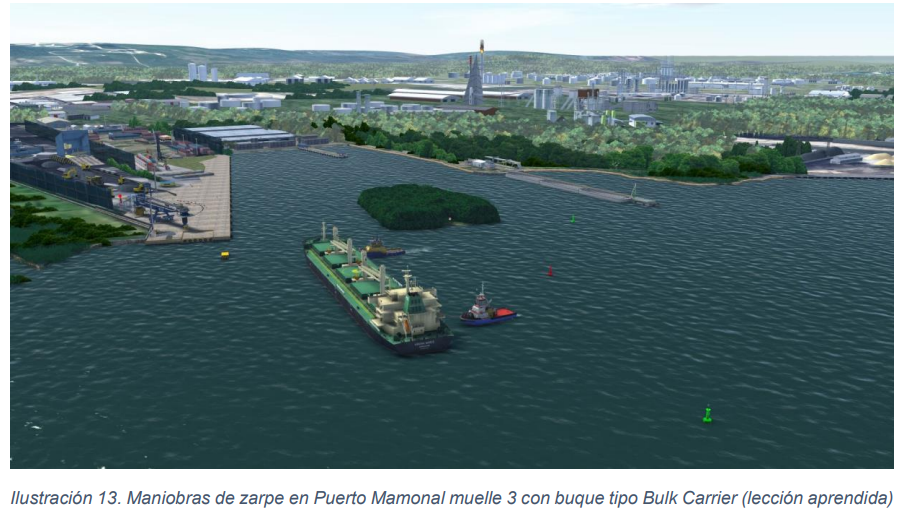 Ilustración 13. Maniobras de zarpe en Puerto Mamonal muelle 3 con buque tipo Bulk Carrier (lección aprendida)